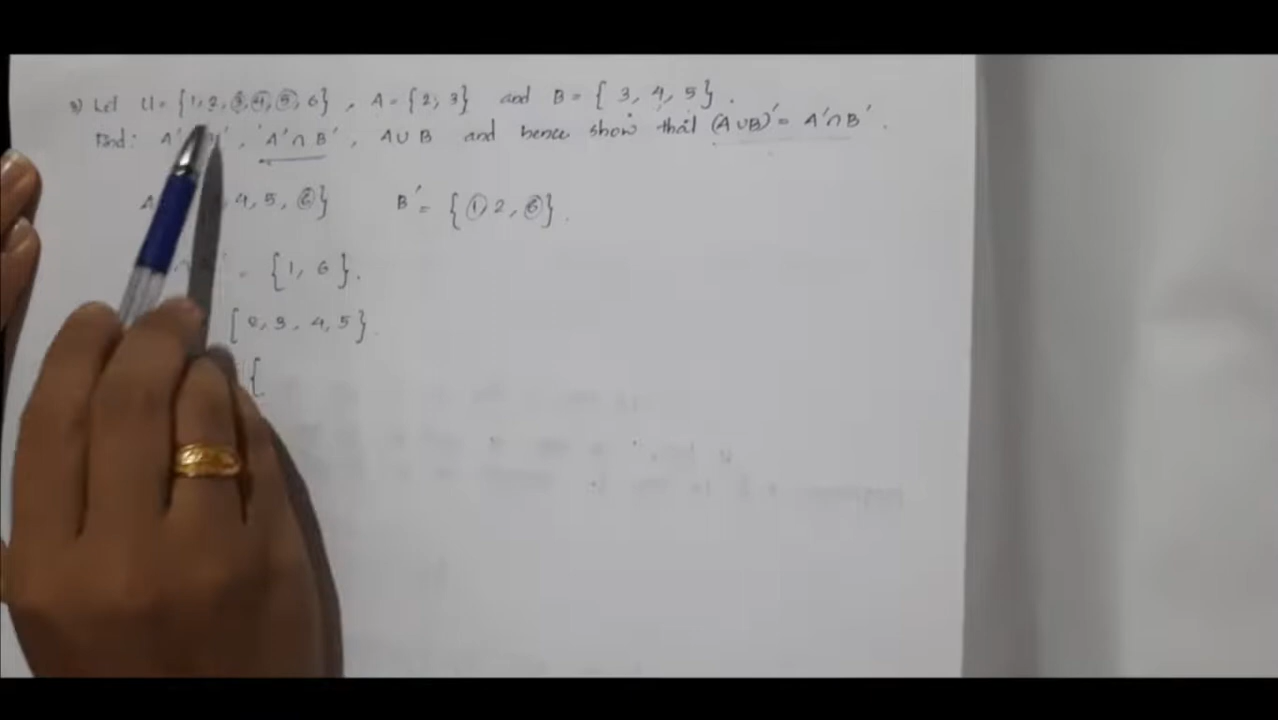 3) Let U = {1, 2, 3, 4, 5, 6} , A = {2, 3} and B = { 3, 4, 5} .
Find : A' ' , A' ∩ B' , A ∪ B and hence show that (A ∪ B)' = A' ∩ B' .
A 4, 5, 6} B' = { 1, 2, 6} .
' = {1, 6 } .
{ 2, 3, 4, 5} .
{